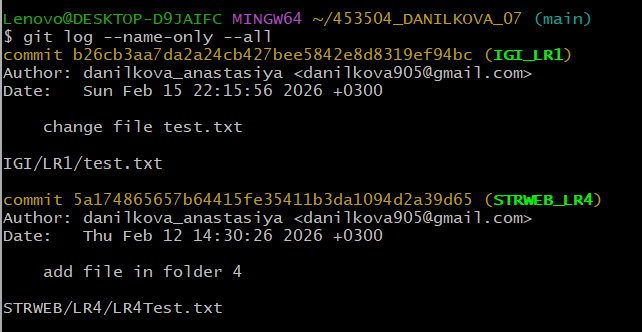 Lenovo@DESKTOP-D9JAIFC MINGW64 ~/453504_DANILKOVA_07 (main)
$ git log --name-only --all
commit b26cb3aa7da2a24cb427bee5842e8d8319ef94bc (IGI_LR1)
Author: danilkova_anastasiya <danilkova905@gmail.com>
Date:   Sun Feb 15 22:15:56 2026 +0300

    change file test.txt

IGI/LR1/test.txt

commit 5a174865657b64415fe35411b3da1094d2a39d65 (STRWEB_LR4)
Author: danilkova_anastasiya <danilkova905@gmail.com>
Date:   Thu Feb 12 14:30:26 2026 +0300

    add file in folder 4

STRWEB/LR4/LR4Test.txt